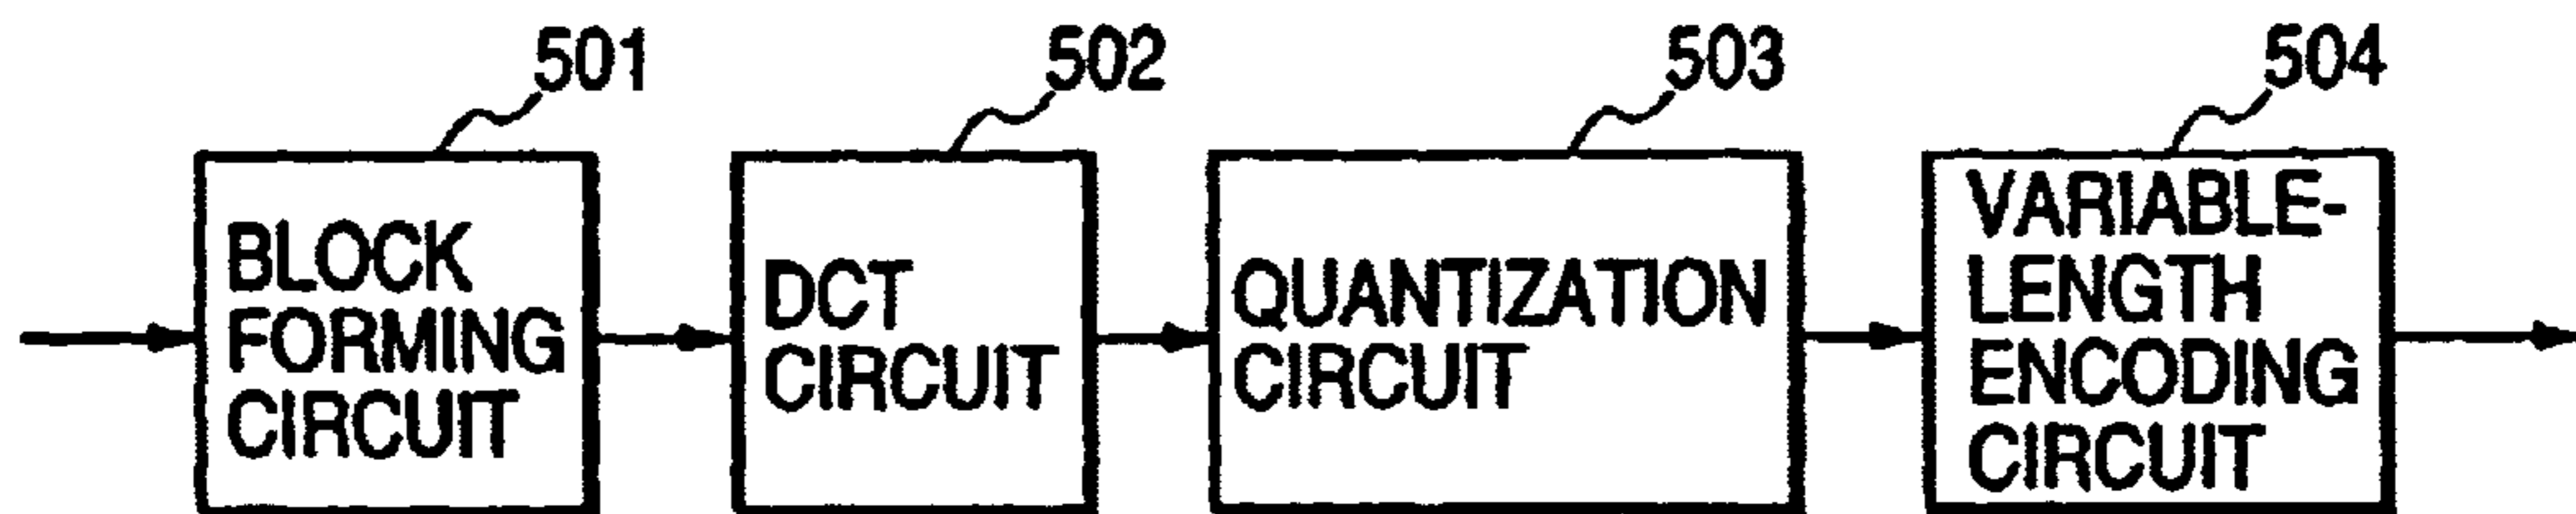 501
502
503
504
BLOCK
FORMING
CIRCUIT
DCT
CIRCUIT
QUANTIZATION
CIRCUIT
VARIABLE-
LENGTH
ENCODING
CIRCUIT